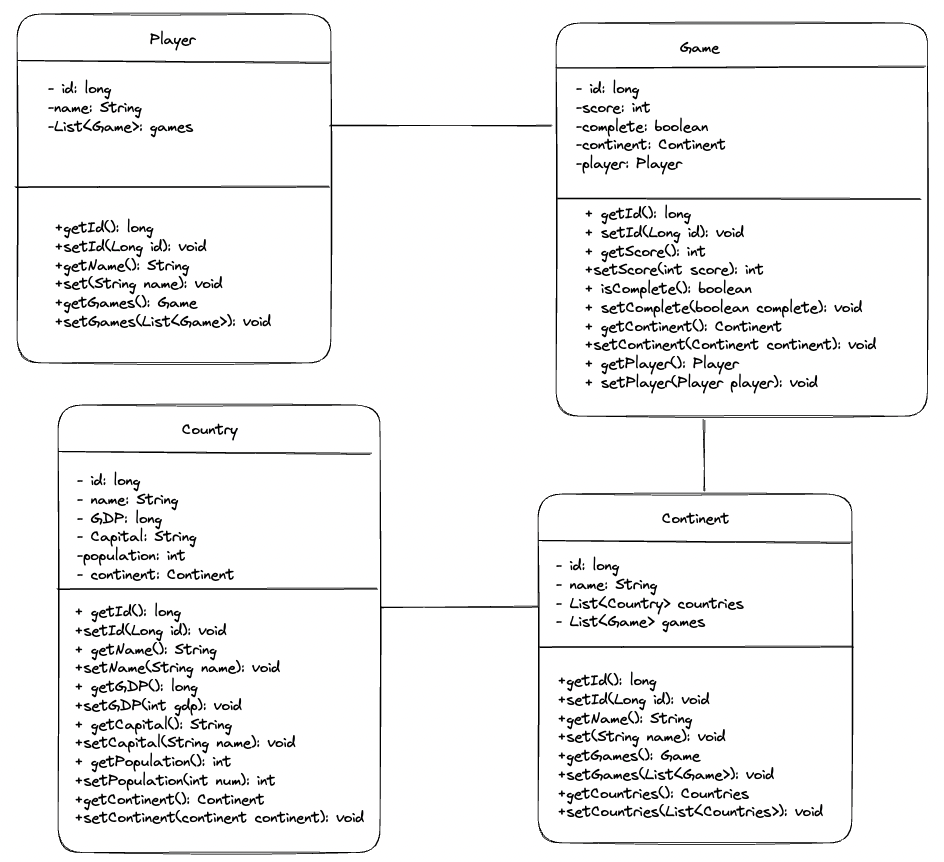 Player
- id: long
-name: String
-List<Game>: games
+getId(): long
+setId(Long id): void
+getName(): String
+set(String name): void
+getGames(): Game
+setGames(List<Game>): void
Game
- id: long
-score: int
-complete: boolean
-continent: Continent
-player: Player
+ getId(): long
+ setId(Long id): void
+ getScore(): int
+setScore(int score): int
+ isComplete(): boolean
+ setComplete(boolean complete): void
+ getContinent(): Continent
+setContinent(Continent continent): void
+ getPlayer(): Player
+ setPlayer(Player player): void
Country
- id: long
- name: String
- GDP: long
- Capital: String
-population: int
- continent: Continent
+ getId(): long
+setId(Long id): void
+ getName(): String
+setName(String name): void
+ getGDP(): long
+setGDP(int gdp): void
+ getCapital(): String
+setCapital(String name): void
+ getPopulation(): int
+setPopulation(int num): int
+getContinent(): Continent
+setContinent(continent continent): void
Continent
- id: long
- name: String
- List<Country> countries
- List<Game> games
+getId(): long
+setId(Long id): void
+getName(): String
+set(String name): void
+getGames(): Game
+setGames(List<Game>): void
+getCountries(): Countries
+setCountries(List<Countries>): void